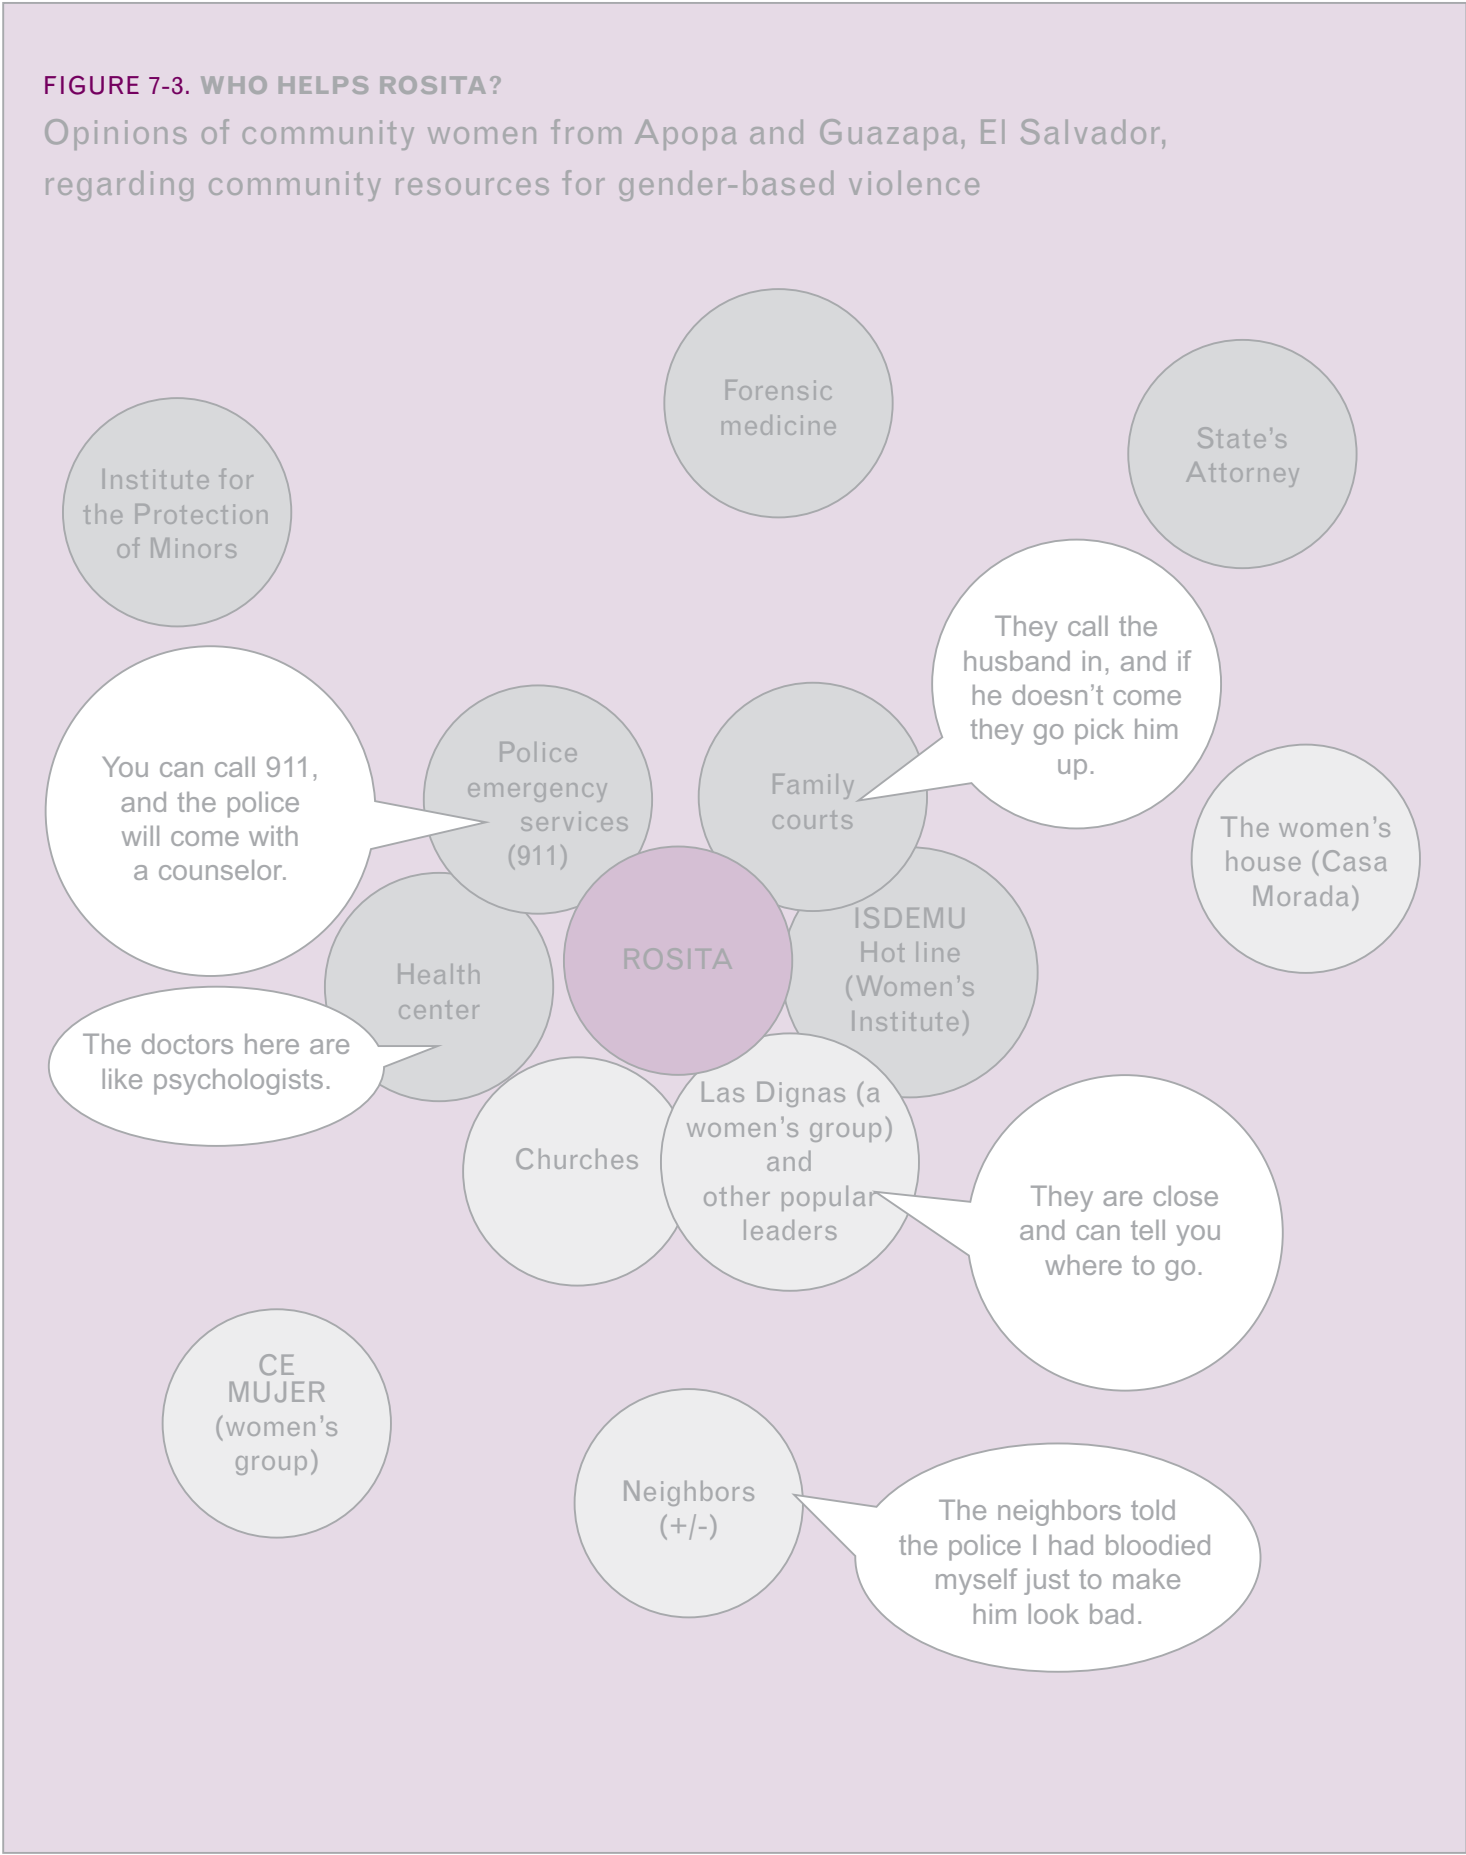 FIGURE 7-3. WHO HELPS ROSITA?
Opinions of community women from Apopa and Guazapa, El Salvador,
regarding community resources for gender-based violence
Forensic
medicine
State’s
Attorney
Institute for
the Protection
of Minors
They call the
husband in, and if
he doesn’t come
they go pick him
up.
You can call 911,
and the police
will come with
a counselor.
Police
emergency
services
(911)
Family
courts
The women’s
house (Casa
Morada)
Health
center
ROSITA
ISDEMU
Hot line
(Women’s
Institute)
The doctors here are
like psychologists.
Churches
Las Dignas (a
women’s group)
and
other popular
leaders
They are close
and can tell you
where to go.
CE
MUJER
(women’s
group)
Neighbors
(+/-)
The neighbors told
the police I had bloodied
myself just to make
him look bad.